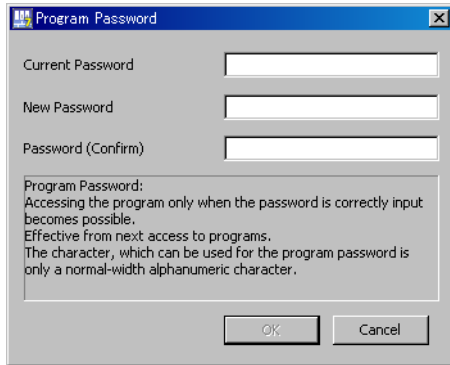 Program Password
Current Password
New Password
Password (Confirm)
Program Password:
Accessing the program only when the password is correctly input
becomes possible.
Effective from next access to programs.
The character, which can be used for the program password is
only a normal-width alphanumeric character.
OK
Cancel